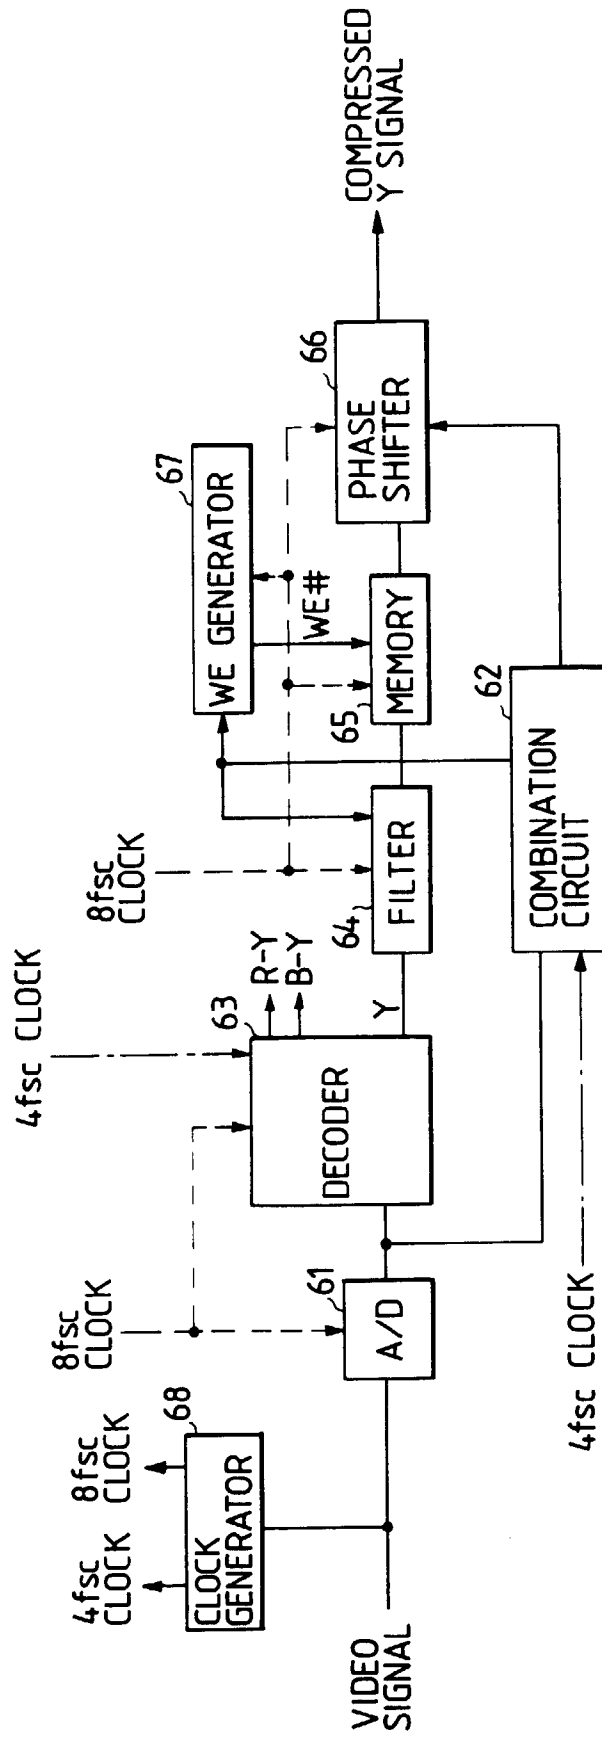 VIDEO
SIGNAL
4fsc
CLOCK
8fsc
CLOCK
68
CLOCK
GENERATOR
8fsc
CLOCK
61
A/D
4fsc CLOCK
63
DECODER
R-Y
B-Y
Y
8fsc
CLOCK
64
FILTER
67
WE GENERATOR
WE#
65
MEMORY
66
PHASE
SHIFTER
COMPRESSED
Y SIGNAL
62
COMBINATION
CIRCUIT
4fsc CLOCK